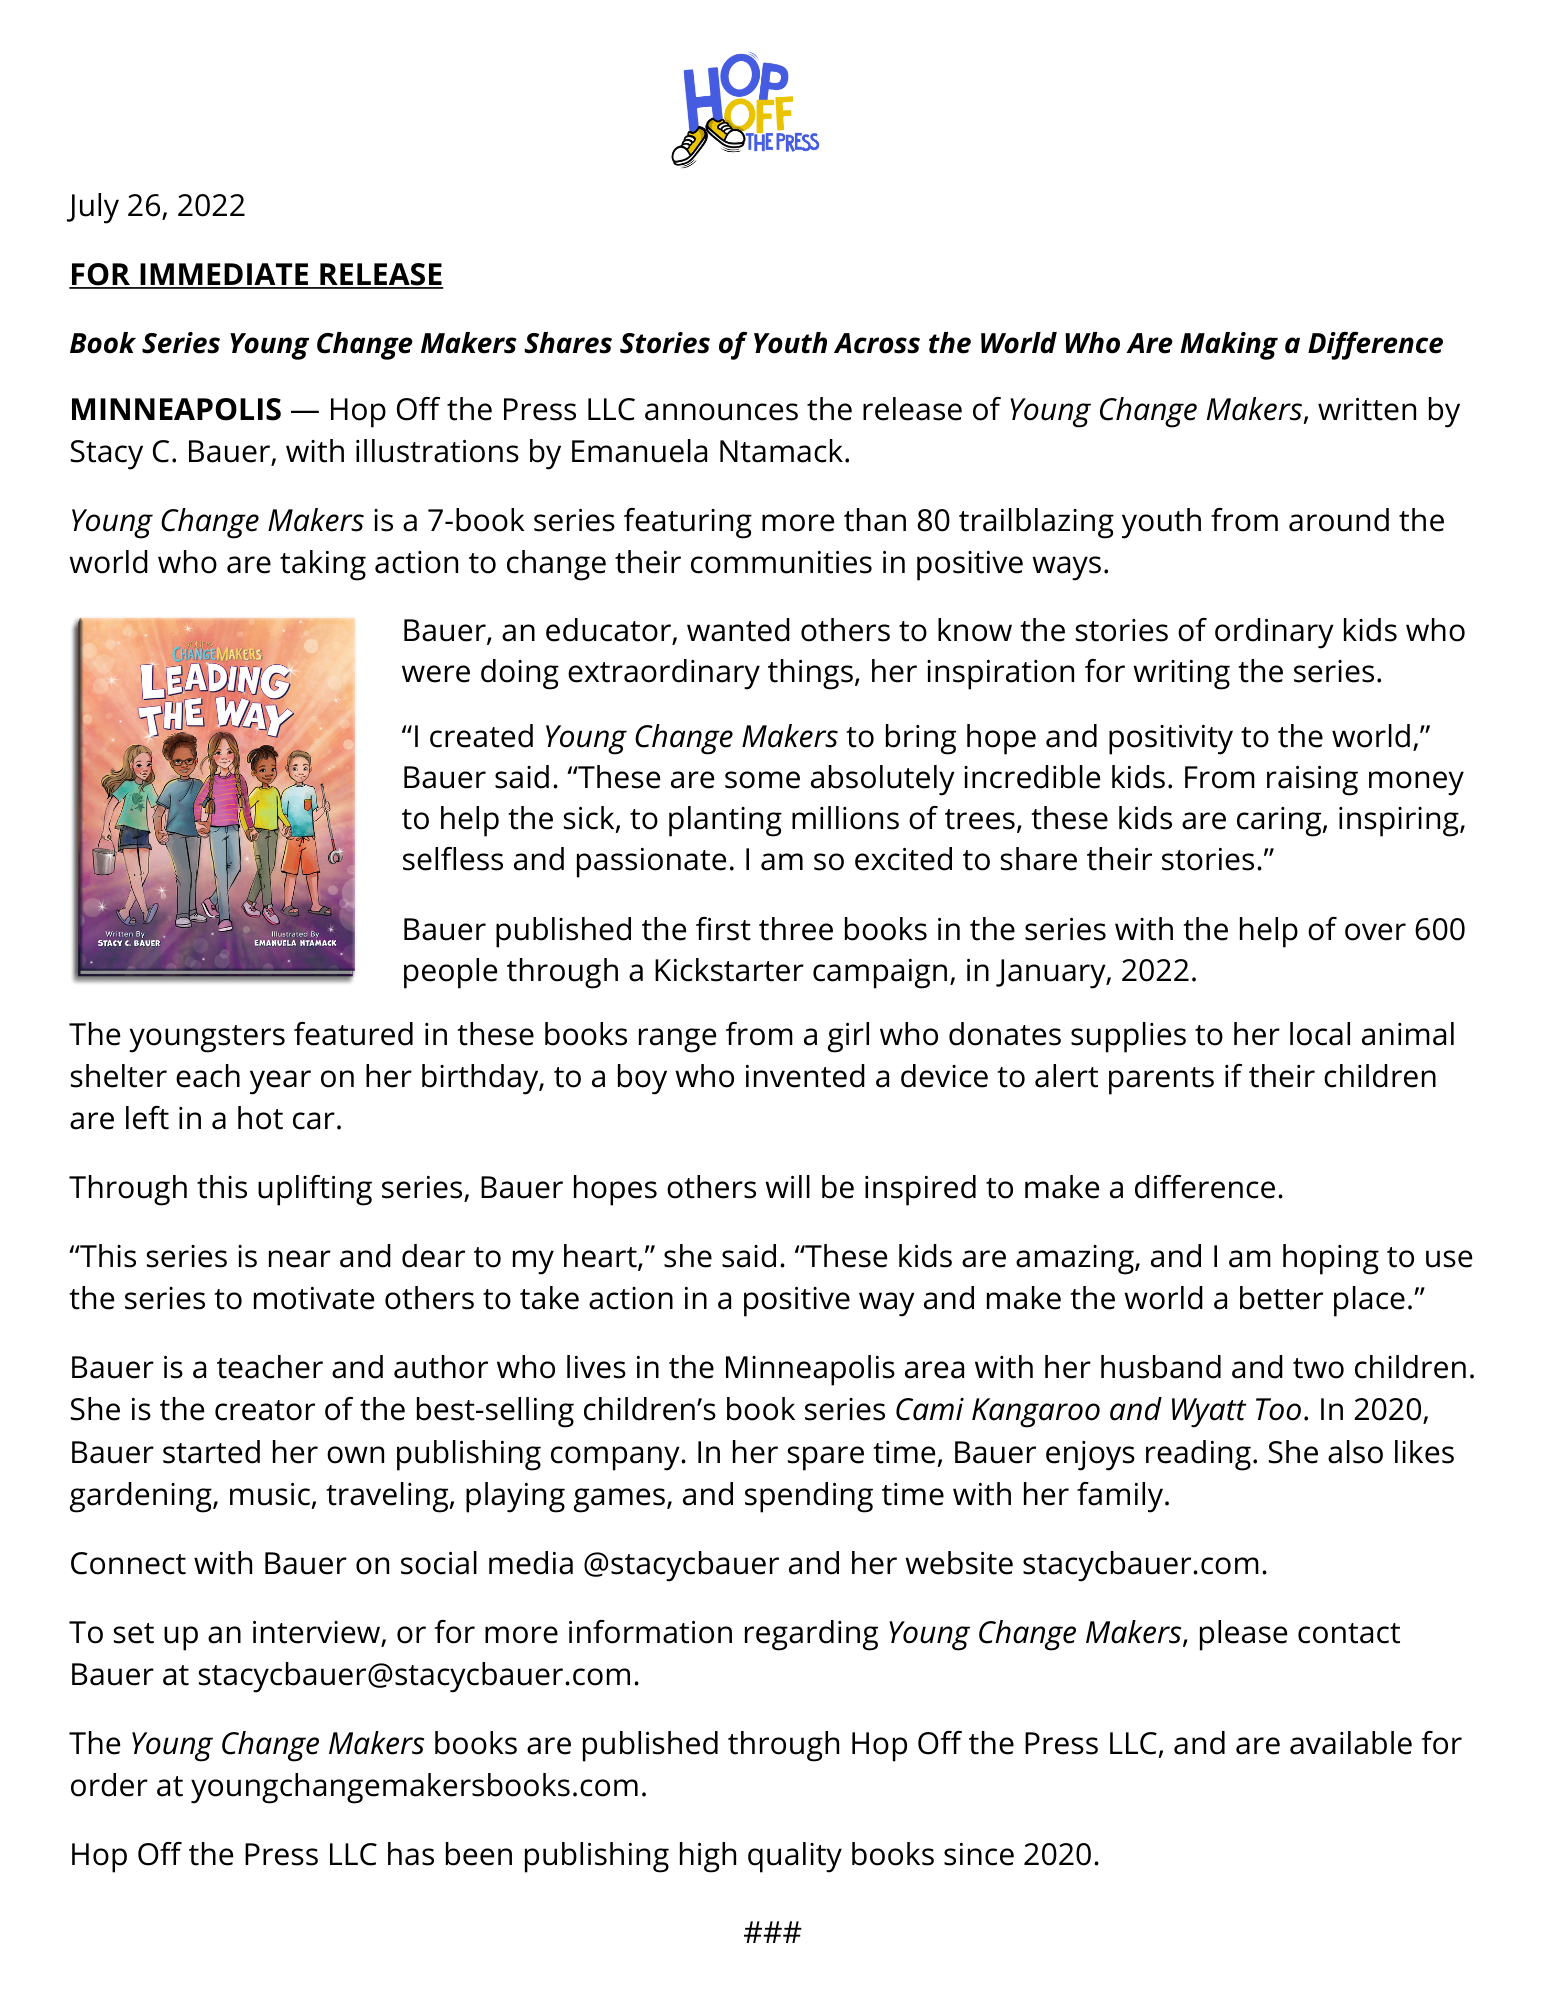 HOP
OFF
THE PRESS
July 26, 2022
FOR IMMEDIATE RELEASE
Book Series Young Change Makers Shares Stories of Youth Across the World Who Are Making a Difference
MINNEAPOLIS — Hop Off the Press LLC announces the release of Young Change Makers, written by
Stacy C. Bauer, with illustrations by Emanuela Ntamack.
Young Change Makers is a 7-book series featuring more than 80 trailblazing youth from around the
world who are taking action to change their communities in positive ways.
CHANGEMAKERS
LEADING
THE WAY
Written By
STACY C. BAUER
Illustrated By
EMANUELA NTAMACK
Bauer, an educator, wanted others to know the stories of ordinary kids who
were doing extraordinary things, her inspiration for writing the series.
“I created Young Change Makers to bring hope and positivity to the world,”
Bauer said. “These are some absolutely incredible kids. From raising money
to help the sick, to planting millions of trees, these kids are caring, inspiring,
selfless and passionate. I am so excited to share their stories.”
Bauer published the first three books in the series with the help of over 600
people through a Kickstarter campaign, in January, 2022.
The youngsters featured in these books range from a girl who donates supplies to her local animal
shelter each year on her birthday, to a boy who invented a device to alert parents if their children
are left in a hot car.
Through this uplifting series, Bauer hopes others will be inspired to make a difference.
“This series is near and dear to my heart,” she said. “These kids are amazing, and I am hoping to use
the series to motivate others to take action in a positive way and make the world a better place.”
Bauer is a teacher and author who lives in the Minneapolis area with her husband and two children.
She is the creator of the best-selling children’s book series Cami Kangaroo and Wyatt Too. In 2020,
Bauer started her own publishing company. In her spare time, Bauer enjoys reading. She also likes
gardening, music, traveling, playing games, and spending time with her family.
Connect with Bauer on social media @stacycbauer and her website stacycbauer.com.
To set up an interview, or for more information regarding Young Change Makers, please contact
Bauer at stacycbauer@stacycbauer.com.
The Young Change Makers books are published through Hop Off the Press LLC, and are available for
order at youngchangemakersbooks.com.
Hop Off the Press LLC has been publishing high quality books since 2020.
###